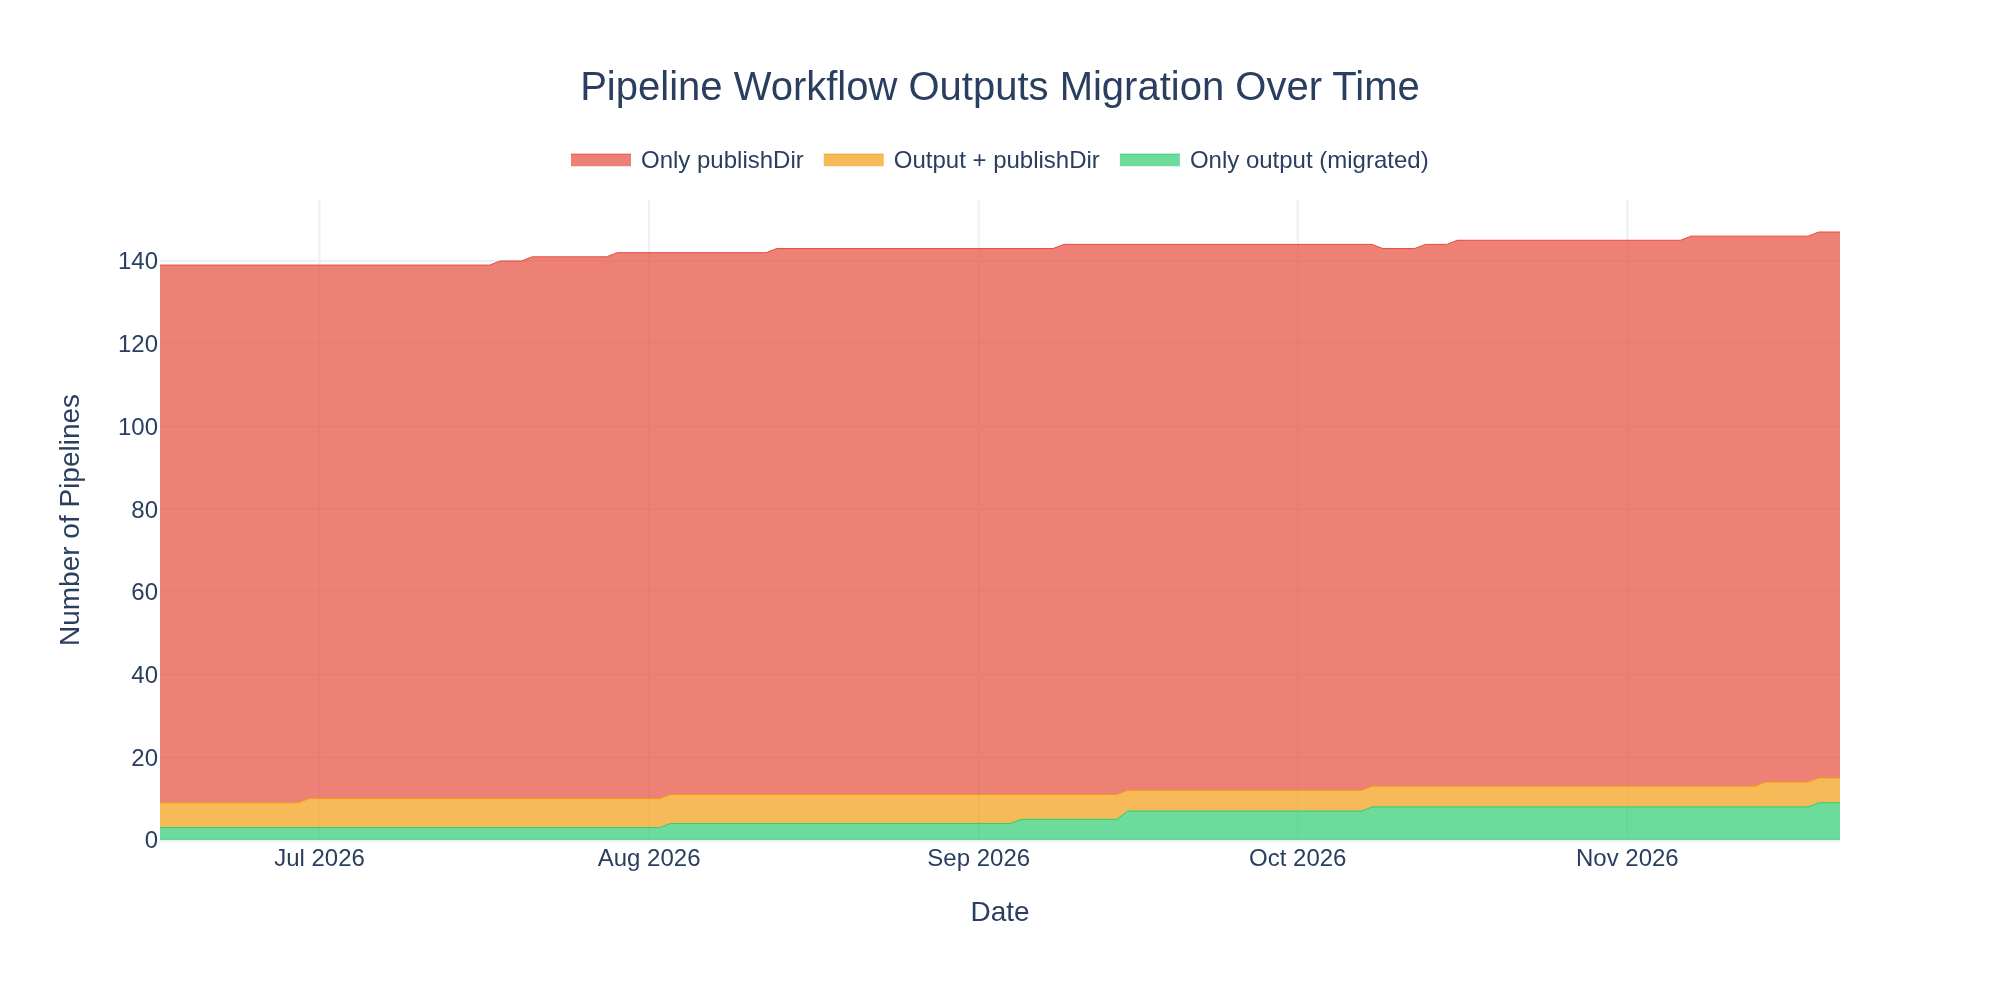 Pipeline Workflow Outputs Migration Over Time
Only publishDir Output + publishDir Only output (migrated)
140
120
100
80
60
40
20
0
Number of Pipelines
Jul 2026 Aug 2026 Sep 2026 Oct 2026 Nov 2026
Date